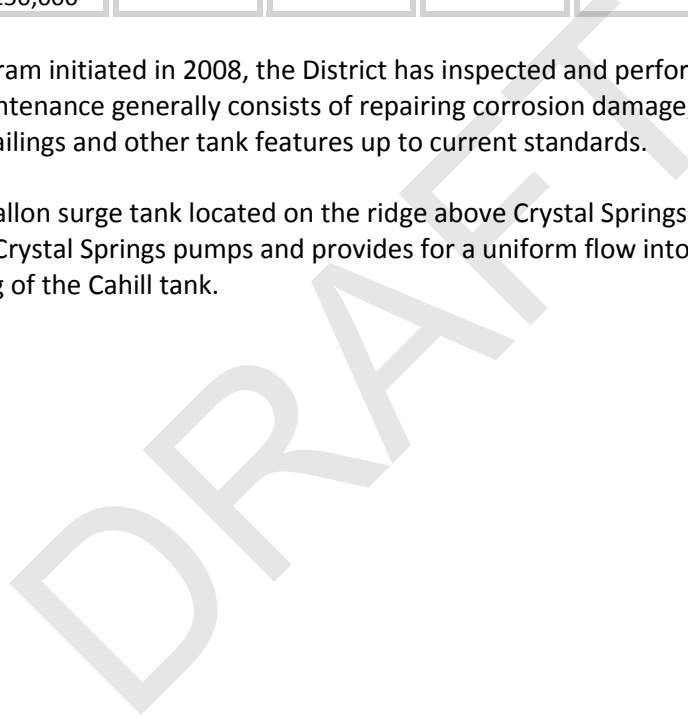 ram initiated in 2008, the District has inspected and perfor
ntenance generally consists of repairing corrosion damage,
ailings and other tank features up to current standards.
allon surge tank located on the ridge above Crystal Springs
Crystal Springs pumps and provides for a uniform flow into
g of the Cahill tank.
DRAFT